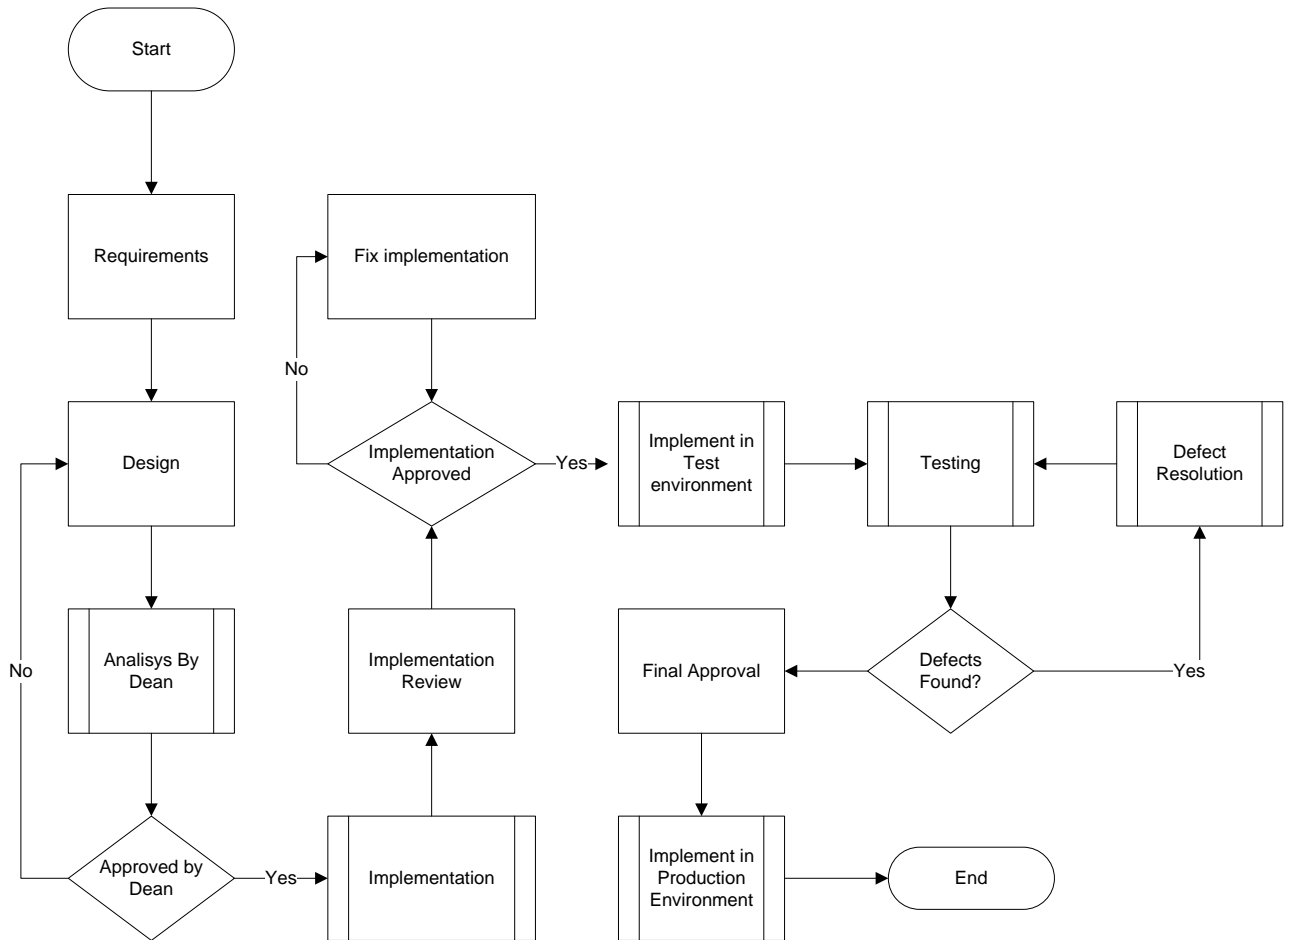 Start
Requirements
Design
Analisys By
Dean
No
Approved by
Dean
Yes
Implementation
Implementation
Review
Implementation
Approved
No
Fix implementation
Yes
Implement in
Test
environment
Testing
Defect
Resolution
Defects
Found?
Yes
Final Approval
Implement in
Production
Environment
End